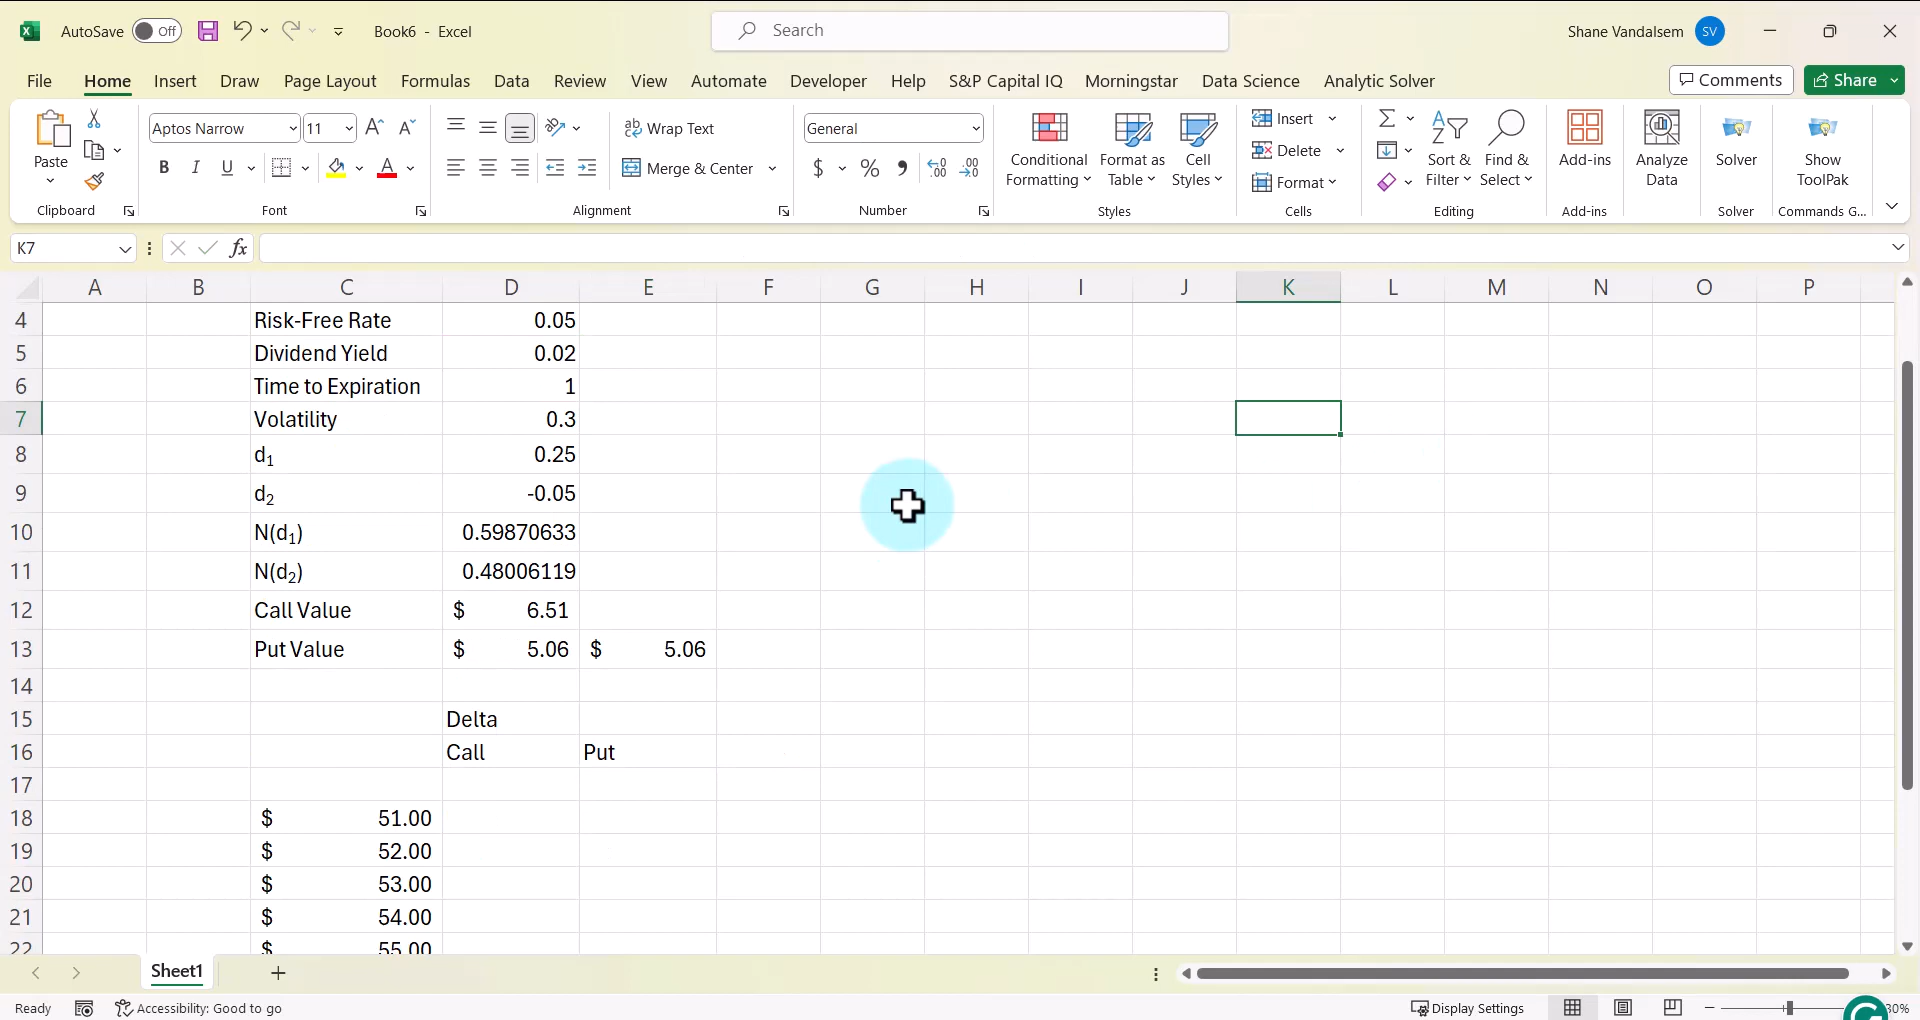 AutoSave Off Book6 - Excel Search Shane Vandalsem SV
File Home Insert Draw Page Layout Formulas Data Review View Automate Developer Help S&P Capital IQ Morningstar Data Science Analytic Solver Comments Share
Paste
Clipboard
Aptos Narrow 11
B I U
Font
Wrap Text
Merge & Center
Alignment
General
$ %
Number
Conditional Formatting
Format as Table
Cell Styles
Styles
Insert
Delete
Format
Cells
Sort & Filter
Find & Select
Editing
Add-ins
Add-ins
Analyze Data
Solver
Solver
Show ToolPak
Commands G...
K7 fx
A B C D E F G H I J K L M N O P
4 Risk-Free Rate 0.05
5 Dividend Yield 0.02
6 Time to Expiration 1
7 Volatility 0.3
8 d1 0.25
9 d2 -0.05
10 N(d1) 0.59870633
11 N(d2) 0.48006119
12 Call Value $ 6.51
13 Put Value $ 5.06 $ 5.06
14
15 Delta
16 Call Put
17
18 $ 51.00
19 $ 52.00
20 $ 53.00
21 $ 54.00
22 $ 55.00
Sheet1
Ready Accessibility: Good to go Display Settings